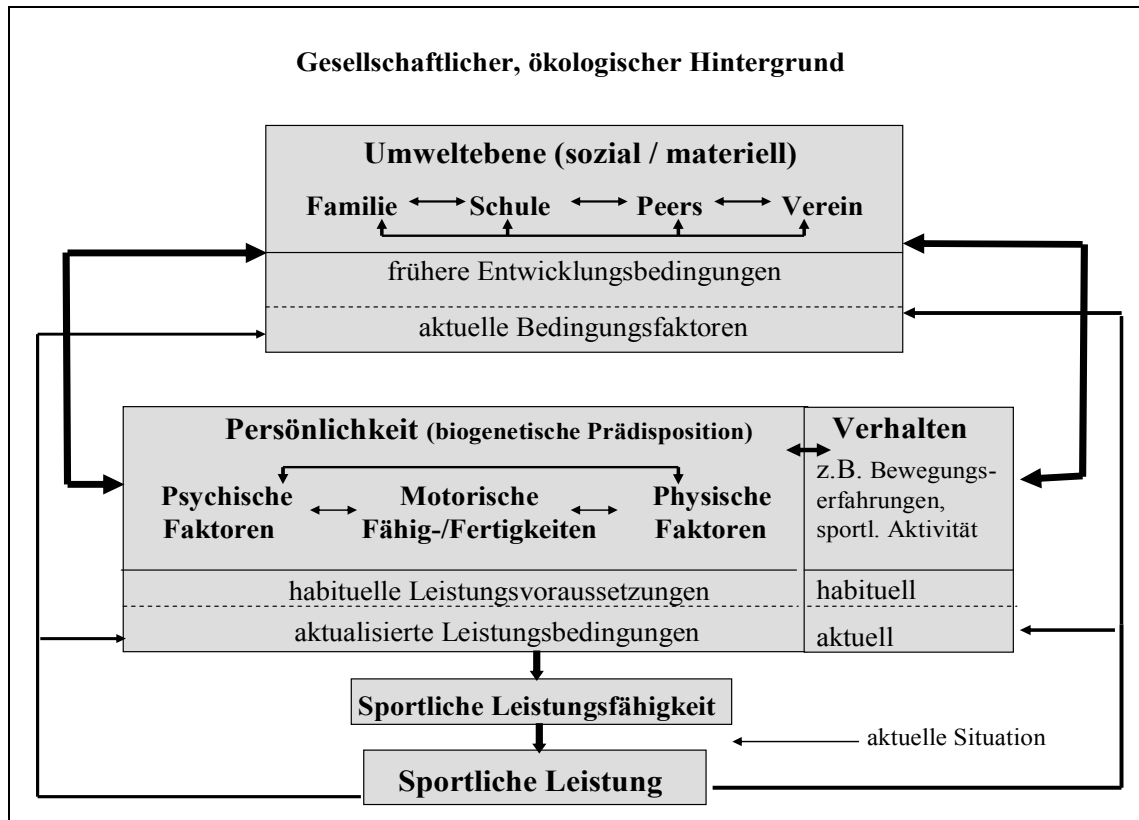 Gesellschaftlicher, ökologischer Hintergrund
Umweltebene (sozial / materiell)
Familie Schule Peers Verein
frühere Entwicklungsbedingungen
aktuelle Bedingungsfaktoren
Persönlichkeit (biogenetische Prädisposition)
Psychische Motorische Physische
Faktoren Fähig-/Fertigkeiten Faktoren
habituelle Leistungsvoraussetzungen
aktualisierte Leistungsbedingungen
Verhalten
z.B. Bewegungs-
erfahrungen,
sportl. Aktivität
habituell
aktuell
Sportliche Leistungsfähigkeit
aktuelle Situation
Sportliche Leistung